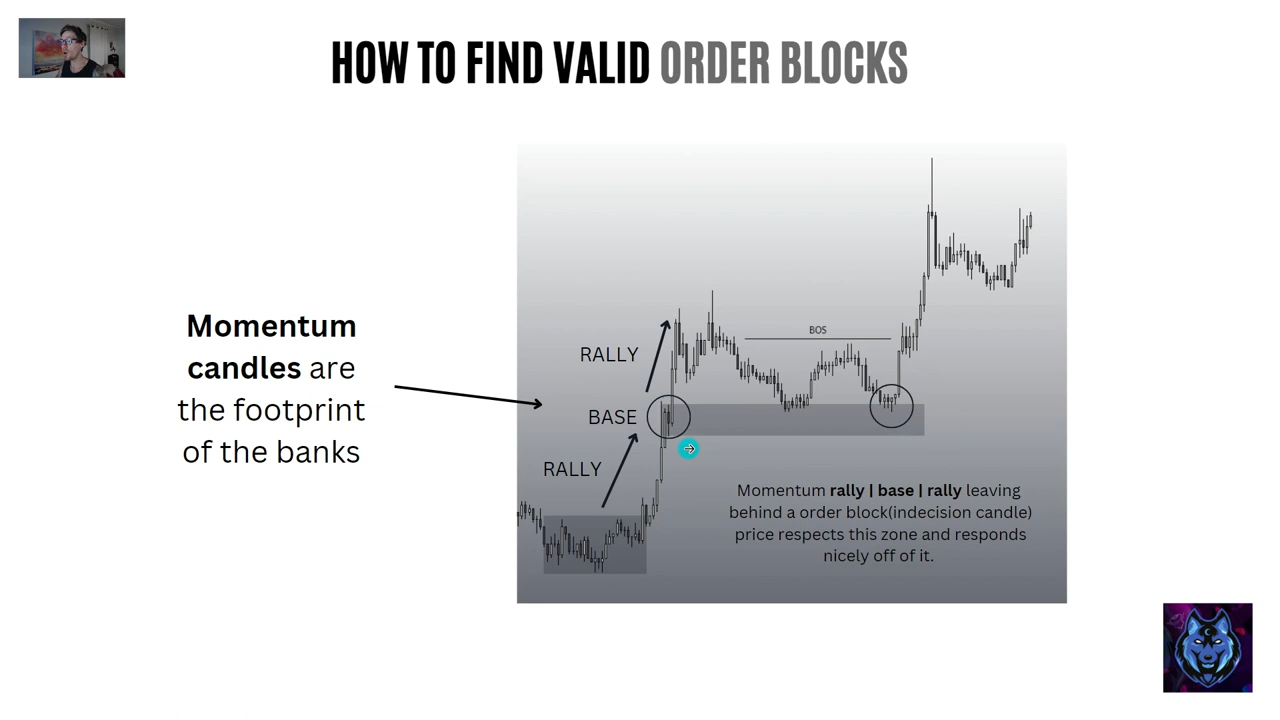 HOW TO FIND VALID ORDER BLOCKS
Momentum
candles are
the footprint
of the banks
RALLY
BASE
RALLY
BOS
Momentum rally | base | rally leaving
behind a order block(indecision candle)
price respects this zone and responds
nicely off of it.